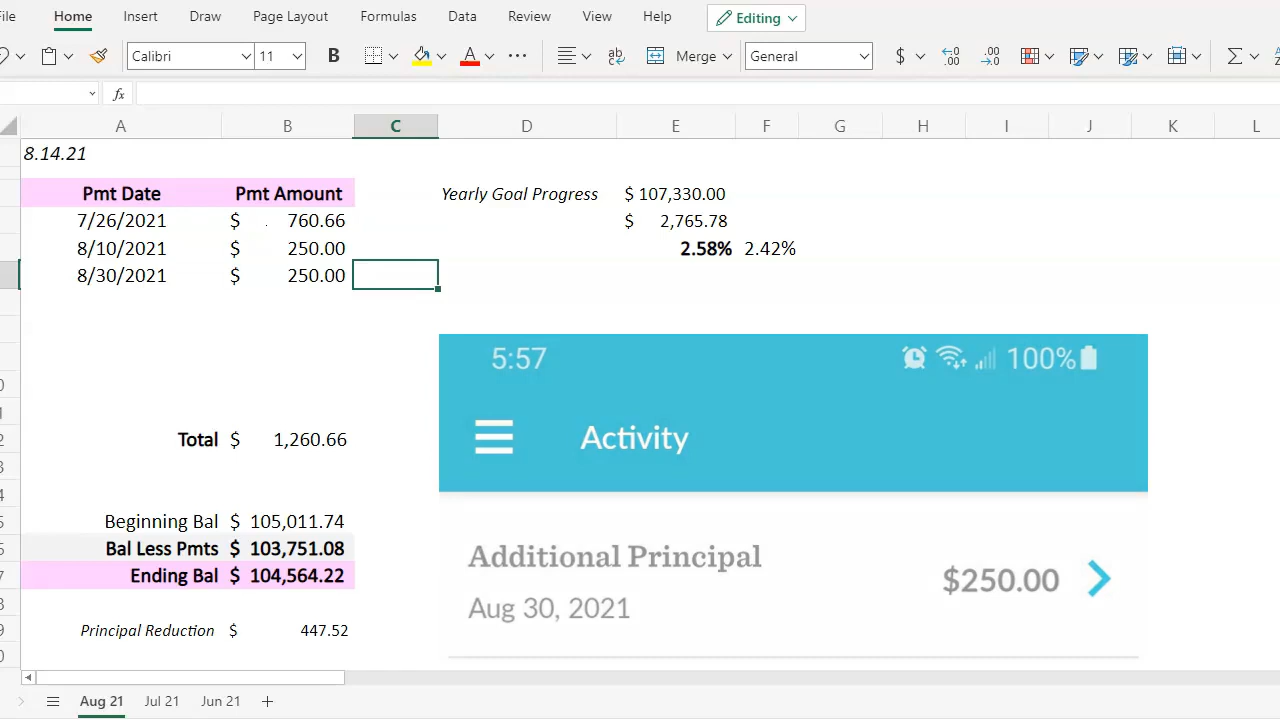 File Home Insert Draw Page Layout Formulas Data Review View Help Editing
Calibri 11 B A Merge General $
fx
A B C D E F G H I J K L
8.14.21
Pmt Date Pmt Amount Yearly Goal Progress $ 107,330.00
7/26/2021 $ 760.66 $ 2,765.78
8/10/2021 $ 250.00 2.58% 2.42%
8/30/2021 $ 250.00
5:57 100%
Activity
Total $ 1,260.66
Beginning Bal $ 105,011.74
Bal Less Pmts $ 103,751.08
Additional Principal
Ending Bal $ 104,564.22
$250.00
Aug 30, 2021
Principal Reduction $ 447.52
Aug 21 Jul 21 Jun 21 +